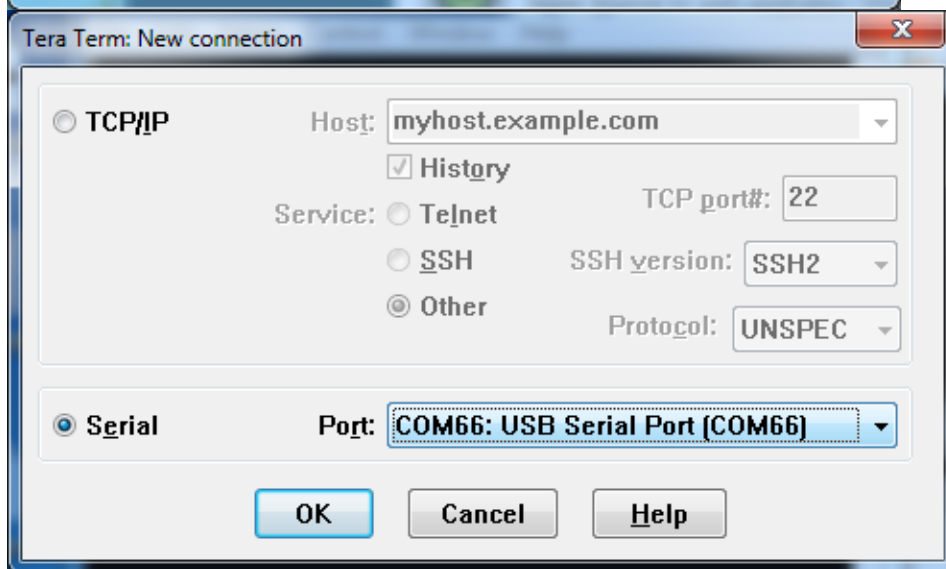 Tera Term: New connection
TCP/IP
Host: myhost.example.com
History
Service: Telnet
TCP port#: 22
SSH
SSH version: SSH2
Other
Protocol: UNSPEC
Serial
Port: COM66: USB Serial Port (COM66)
OK Cancel Help